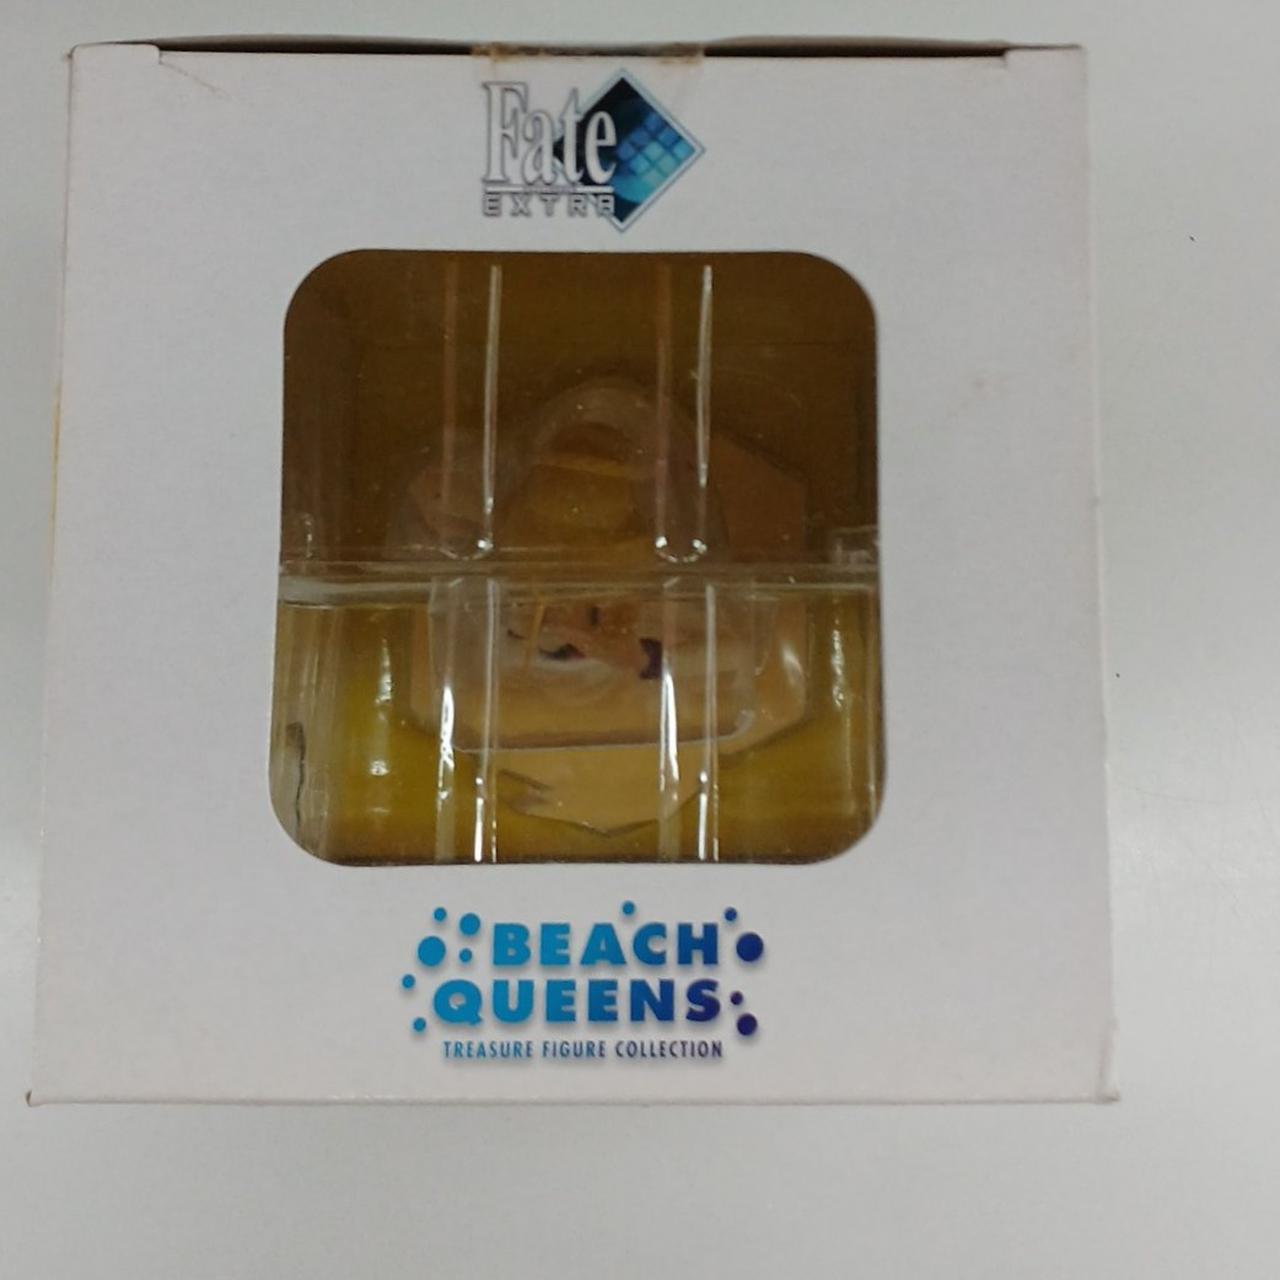 Fate
EXTRA
BEACH
QUEENS
TREASURE FIGURE COLLECTION